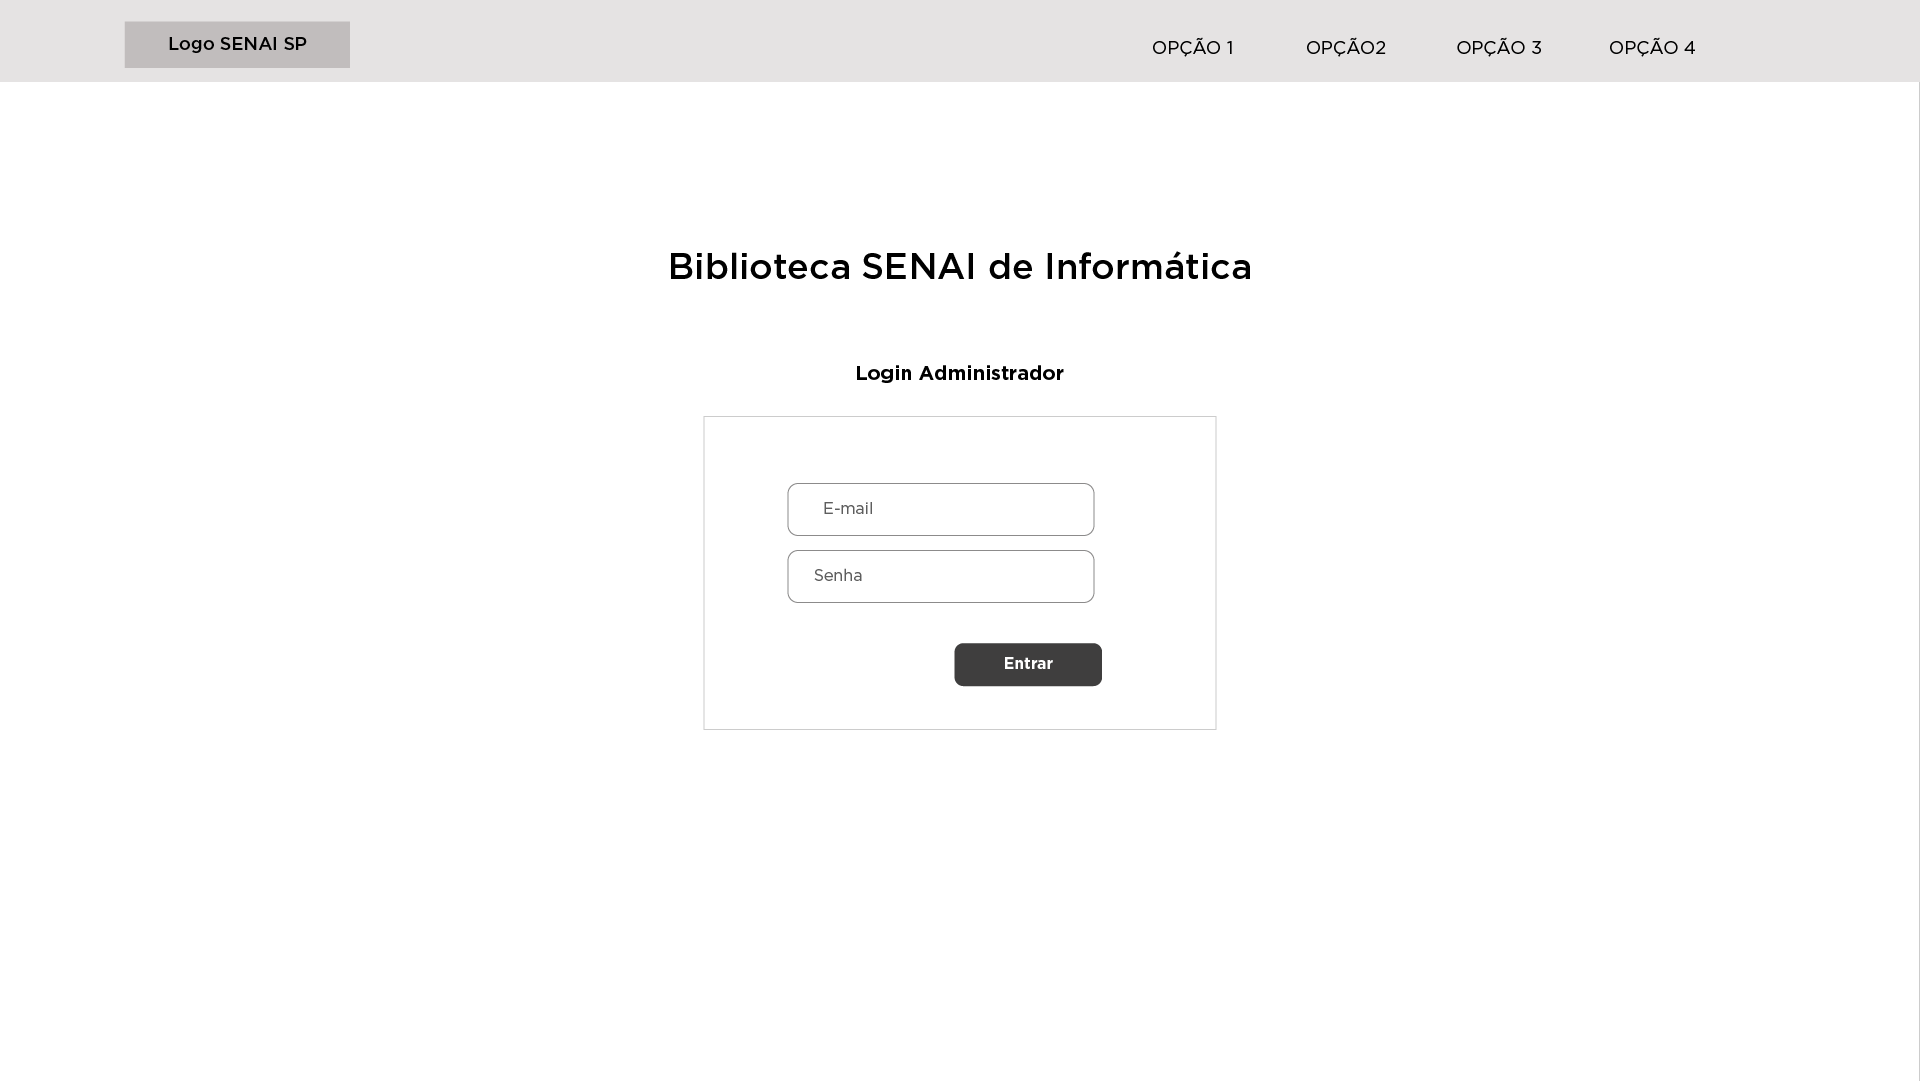 Logo SENAI SP
OPÇÃO 1 OPÇÃO2 OPÇÃO 3 OPÇÃO 4
Biblioteca SENAI de Informática
Login Administrador
E-mail
Senha
Entrar